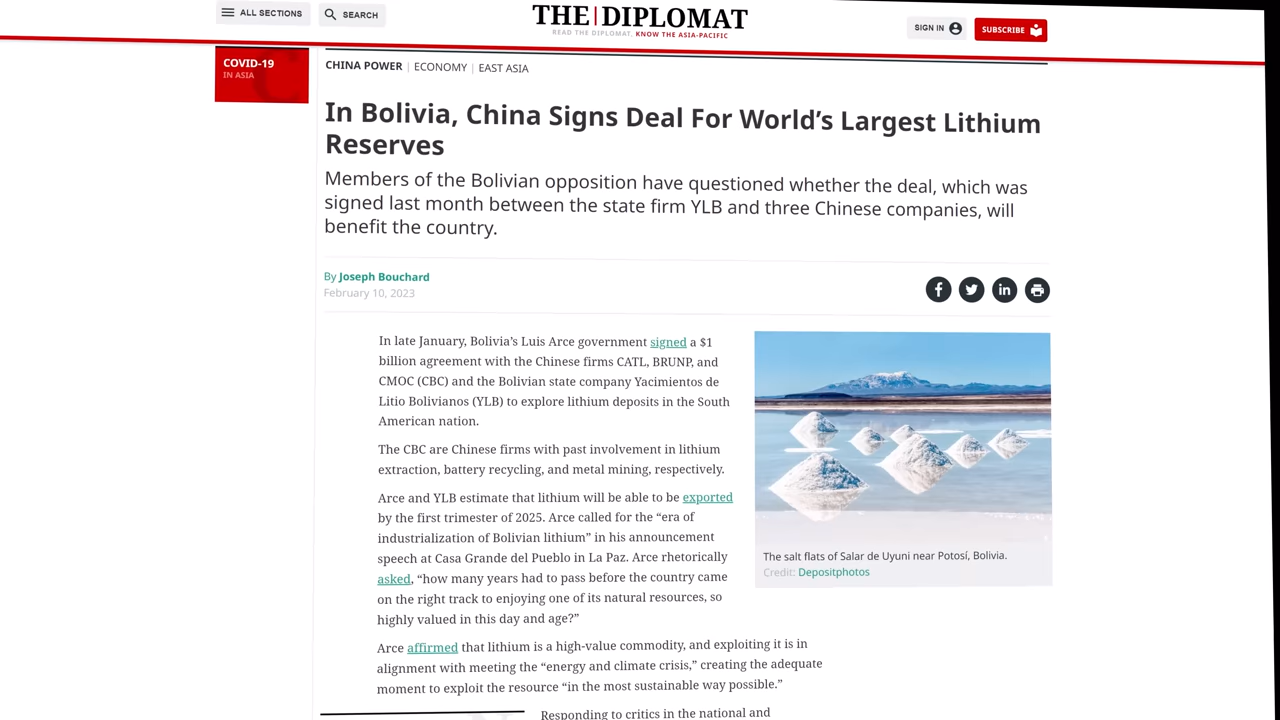 ALL SECTIONS
SEARCH
THE|DIPLOMAT
READ THE DIPLOMAT. KNOW THE ASIA-PACIFIC
SIGN IN
SUBSCRIBE
COVID-19
IN ASIA
CHINA POWER | ECONOMY | EAST ASIA
In Bolivia, China Signs Deal For World’s Largest Lithium
Reserves
Members of the Bolivian opposition have questioned whether the deal, which was
signed last month between the state firm YLB and three Chinese companies, will
benefit the country.
By Joseph Bouchard
February 10, 2023
In late January, Bolivia’s Luis Arce government signed a $1
billion agreement with the Chinese firms CATL, BRUNP, and
CMOC (CBC) and the Bolivian state company Yacimientos de
Litio Bolivianos (YLB) to explore lithium deposits in the South
American nation.
The CBC are Chinese firms with past involvement in lithium
extraction, battery recycling, and metal mining, respectively.
Arce and YLB estimate that lithium will be able to be exported
by the first trimester of 2025. Arce called for the “era of
industrialization of Bolivian lithium” in his announcement
speech at Casa Grande del Pueblo in La Paz. Arce rhetorically
asked, “how many years had to pass before the country came
on the right track to enjoying one of its natural resources, so
highly valued in this day and age?”
The salt flats of Salar de Uyuni near Potosí, Bolivia.
Credit: Depositphotos
Arce affirmed that lithium is a high-value commodity, and exploiting it is in
alignment with meeting the “energy and climate crisis,” creating the adequate
moment to exploit the resource “in the most sustainable way possible.”
Responding to critics in the national and